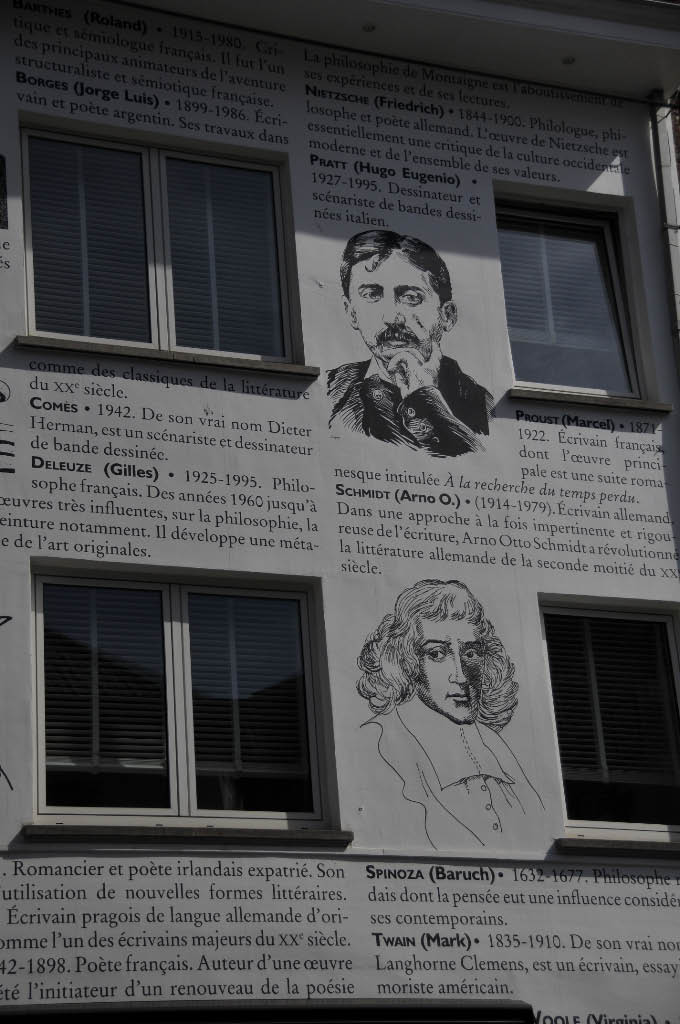 BARTHES (Roland) • 1915-1980. Cri-
tique et sémiologue français. Il fut l'un
des principaux animateurs de l'aventure
structuraliste et sémiotique française.
BORGES (Jorge Luis) • 1899-1986. Écri-
vain et poète argentin. Ses travaux dans
comme des classiques de la littérature
du XXe siècle.
COMÈS • 1942. De son vrai nom Dieter
Herman, est un scénariste et dessinateur
de bande dessinée.
DELEUZE (Gilles) • 1925-1995. Philo-
sophe français. Des années 1960 jusqu'à
œuvres très influentes, sur la philosophie, la
einture notamment. Il développe une méta-
e de l'art originales.
. Romancier et poète irlandais expatrié. Son
'utilisation de nouvelles formes littéraires.
Écrivain pragois de langue allemande d'ori-
omme l'un des écrivains majeurs du XXe siècle.
42-1898. Poète français. Auteur d'une œuvre
été l'initiateur d'un renouveau de la poésie
La philosophie de Montaigne est l'aboutissement de
ses expériences et de ses lectures.
NIETZSCHE (Friedrich) • 1844-1900. Philologue, phi-
losophe et poète allemand. L'œuvre de Nietzsche est
essentiellement une critique de la culture occidentale
moderne et de l'ensemble de ses valeurs.
PRATT (Hugo Eugenio) •
1927-1995. Dessinateur et
scénariste de bandes dessi-
nées italien.
PROUST (Marcel) • 1871-
1922. Écrivain français,
dont l'œuvre princi-
pale est une suite roma-
nesque intitulée À la recherche du temps perdu.
SCHMIDT (Arno O.) • (1914-1979). Écrivain allemand.
Dans une approche à la fois impertinente et rigou-
reuse de l'écriture, Arno Otto Schmidt a révolutionné
la littérature allemande de la seconde moitié du XX
siècle.
SPINOZA (Baruch) • 1632-1677. Philosophe
dais dont la pensée eut une influence considé
ses contemporains.
TWAIN (Mark) • 1835-1910. De son vrai no
Langhorne Clemens, est un écrivain, essay
moriste américain.
WOOLF (Virginia) •